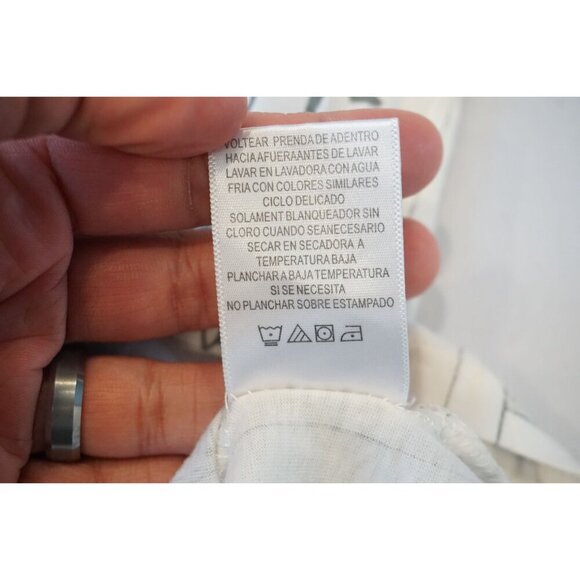 VOLTEAR PRENDA DE ADENTRO
HACIA AFUERA ANTES DE LAVAR
LAVAR EN LAVADORA CON AGUA
FRIA CON COLORES SIMILARES
CICLO DELICADO
SOLAMENT BLANQUEADOR SIN
CLORO CUANDO SEANECESARIO
SECAR EN SECADORA A
TEMPERATURA BAJA
PLANCHAR A BAJA TEMPERATURA
SI SE NECESITA
NO PLANCHAR SOBRE ESTAMPADO